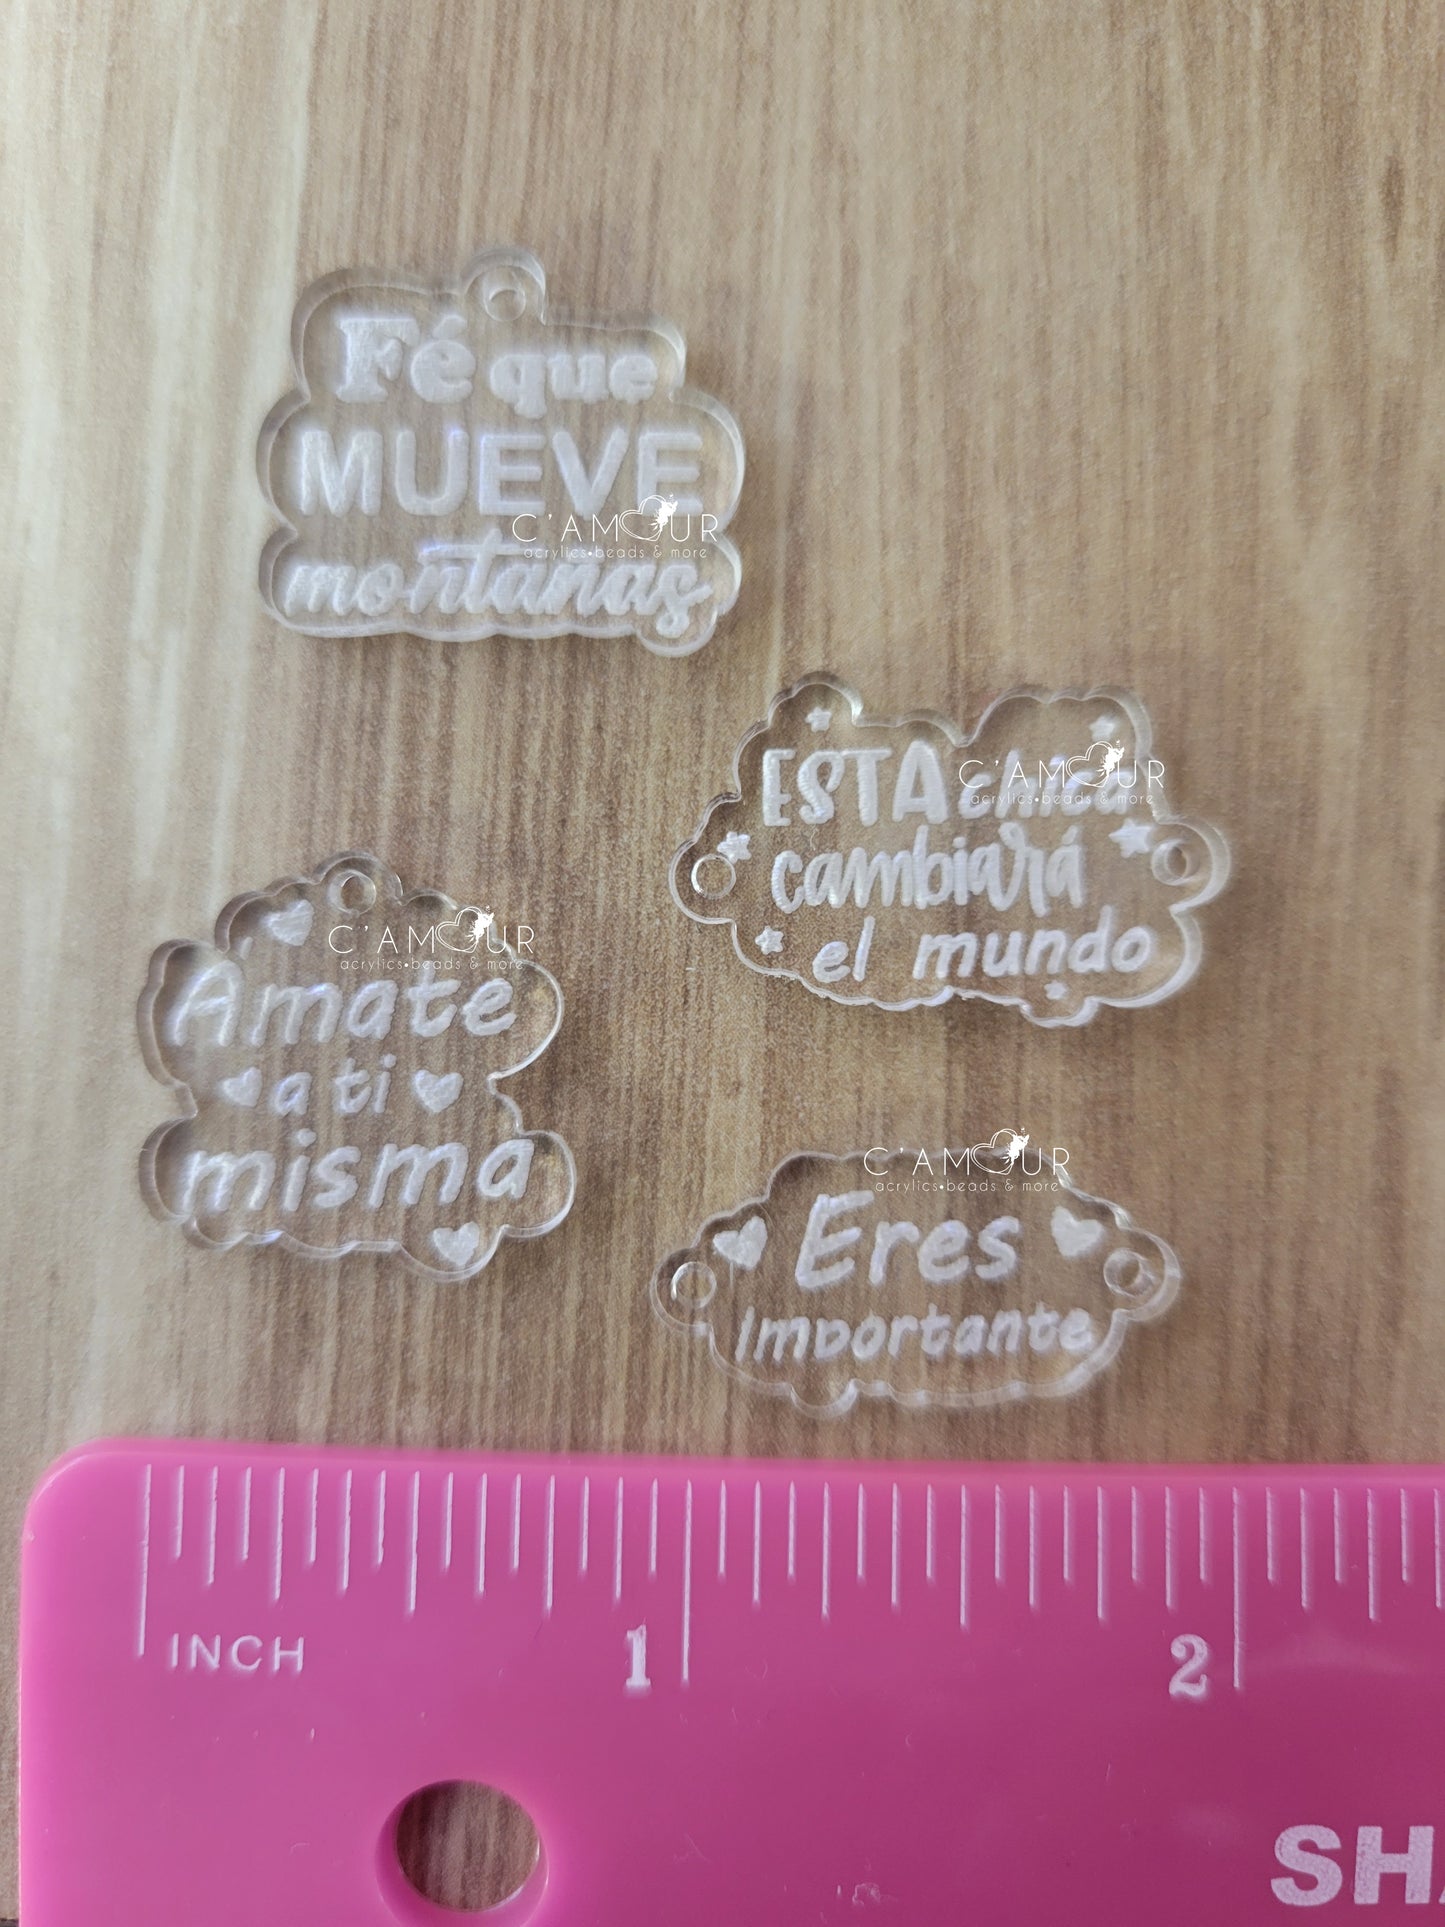 Fé que
MUEVE
montañas
C'AMOUR
acrylics•beads & more
ESTA chica
cambiará
el mundo
C'AMOUR
acrylics•beads & more
Amate
a ti
misma
C'AMOUR
acrylics•beads & more
Eres
Importante
C'AMOUR
acrylics•beads & more
INCH
1
2